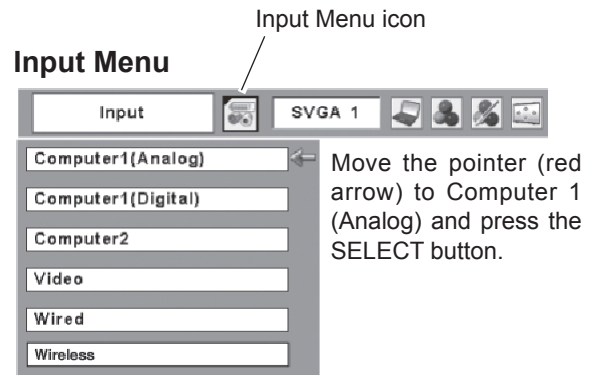 Input Menu icon
Input Menu
Input
SVGA 1
Computer1(Analog)
Computer1(Digital)
Computer2
Video
Wired
Wireless
Move the pointer (red
arrow) to Computer 1
(Analog) and press the
SELECT button.